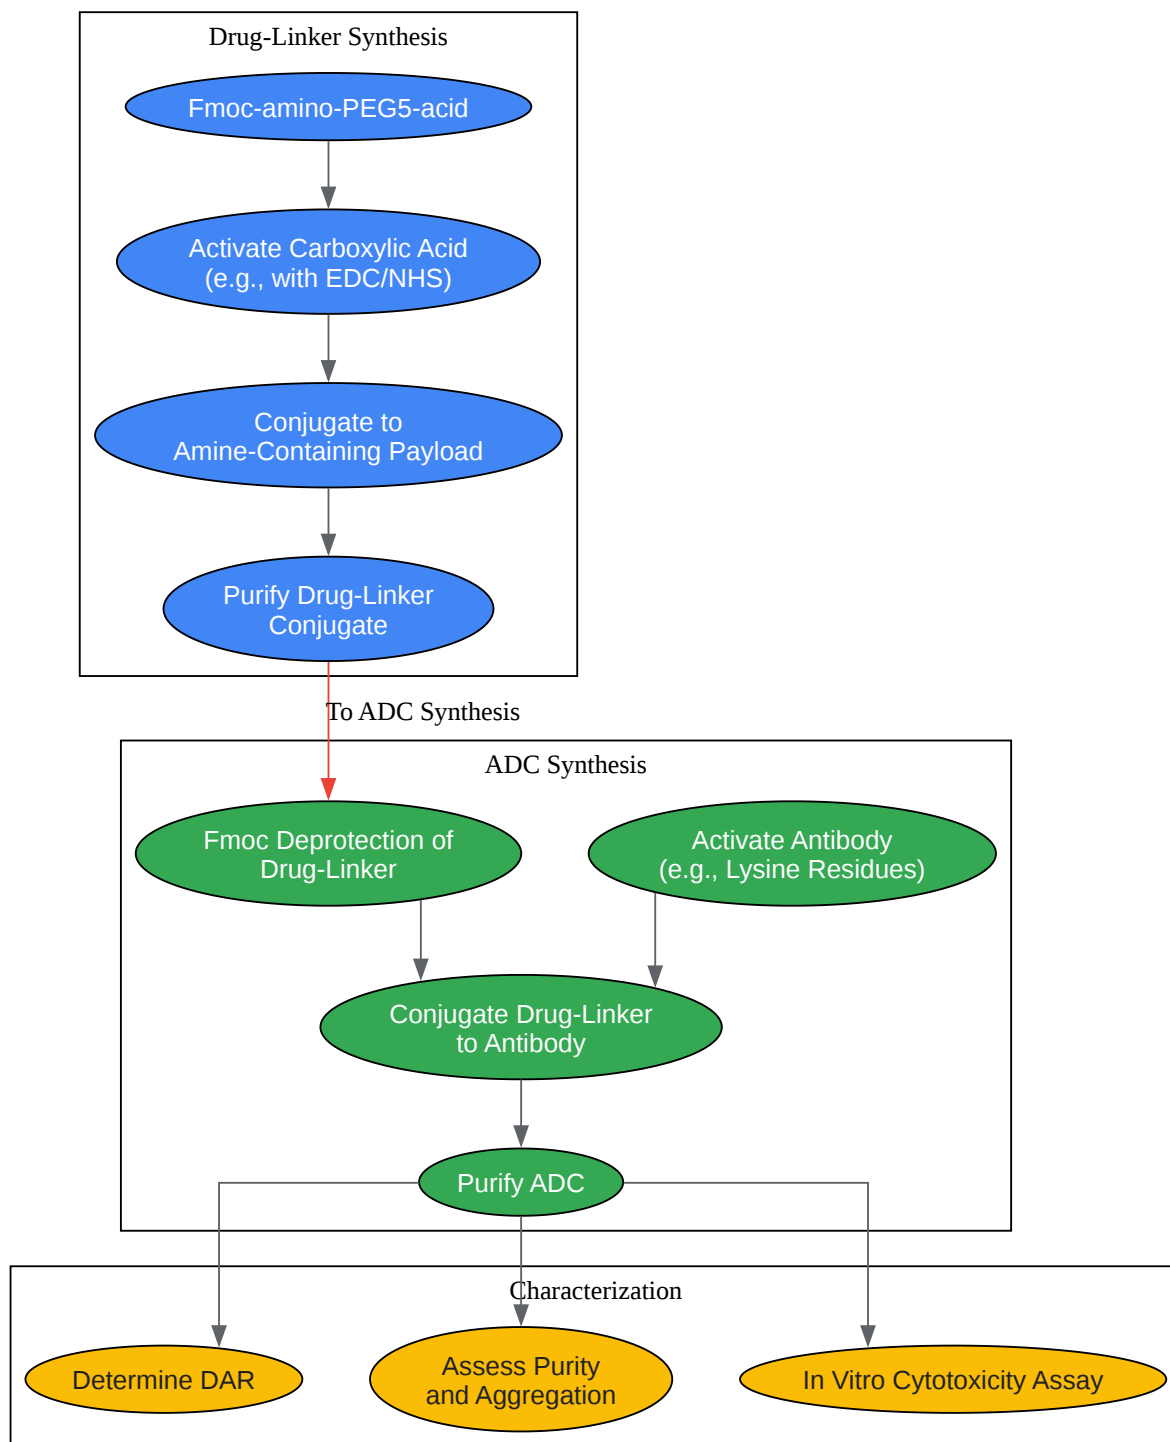 Drug-Linker Synthesis
Fmoc-amino-PEG5-acid
Activate Carboxylic Acid
(e.g., with EDC/NHS)
Conjugate to
Amine-Containing Payload
Purify Drug-Linker
Conjugate
To ADC Synthesis
ADC Synthesis
Fmoc Deprotection of
Drug-Linker
Activate Antibody
(e.g., Lysine Residues)
Conjugate Drug-Linker
to Antibody
Purify ADC
Characterization
Determine DAR
Assess Purity
and Aggregation
In Vitro Cytotoxicity Assay